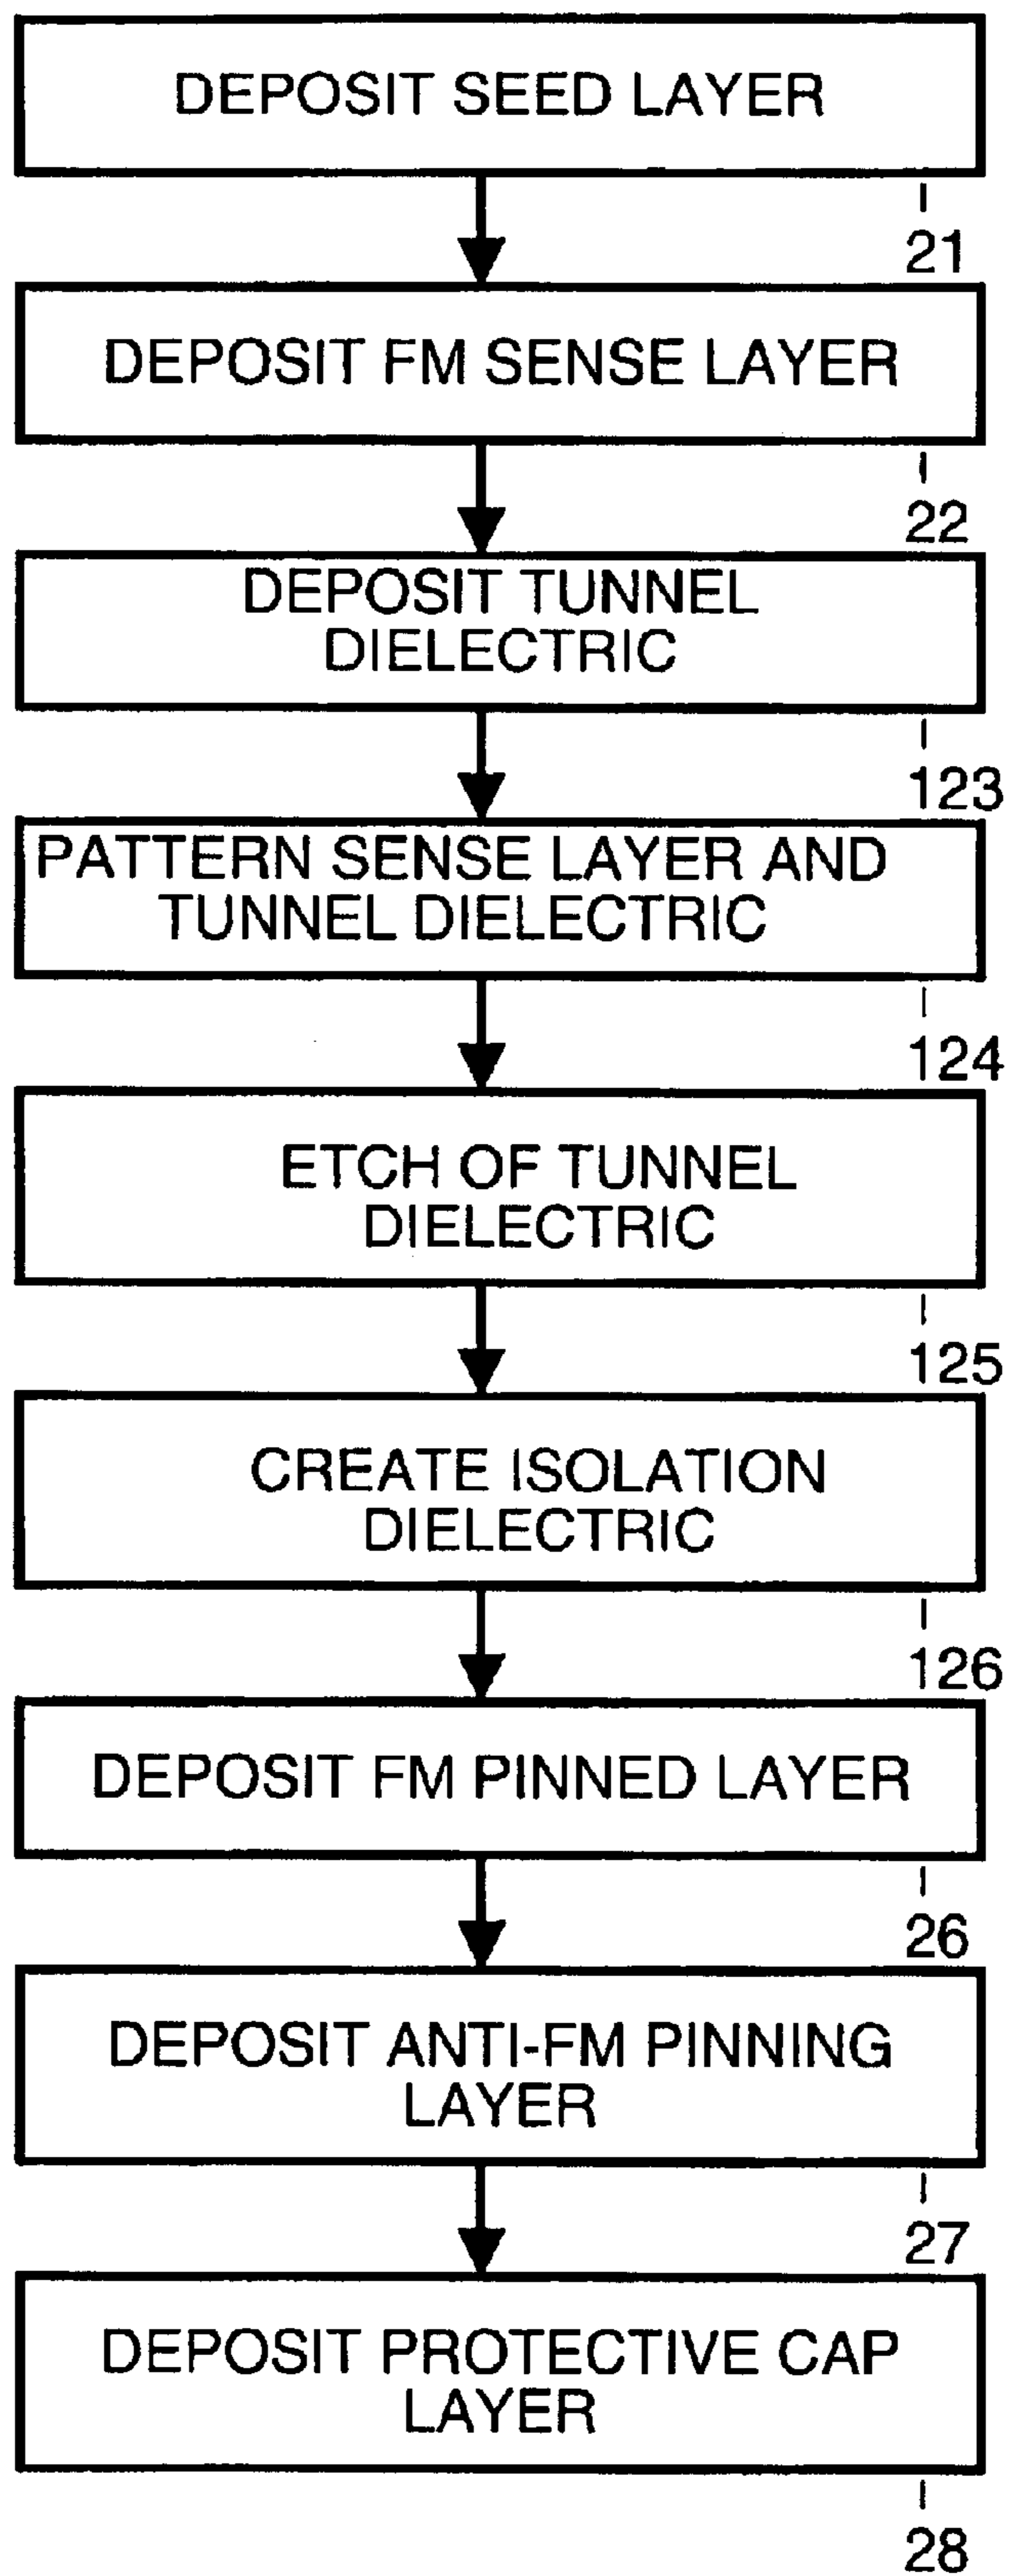 DEPOSIT SEED LAYER
21
DEPOSIT FM SENSE LAYER
22
DEPOSIT TUNNEL
DIELECTRIC
123
PATTERN SENSE LAYER AND
TUNNEL DIELECTRIC
124
ETCH OF TUNNEL
DIELECTRIC
125
CREATE ISOLATION
DIELECTRIC
126
DEPOSIT FM PINNED LAYER
26
DEPOSIT ANTI-FM PINNING
LAYER
27
DEPOSIT PROTECTIVE CAP
LAYER
28